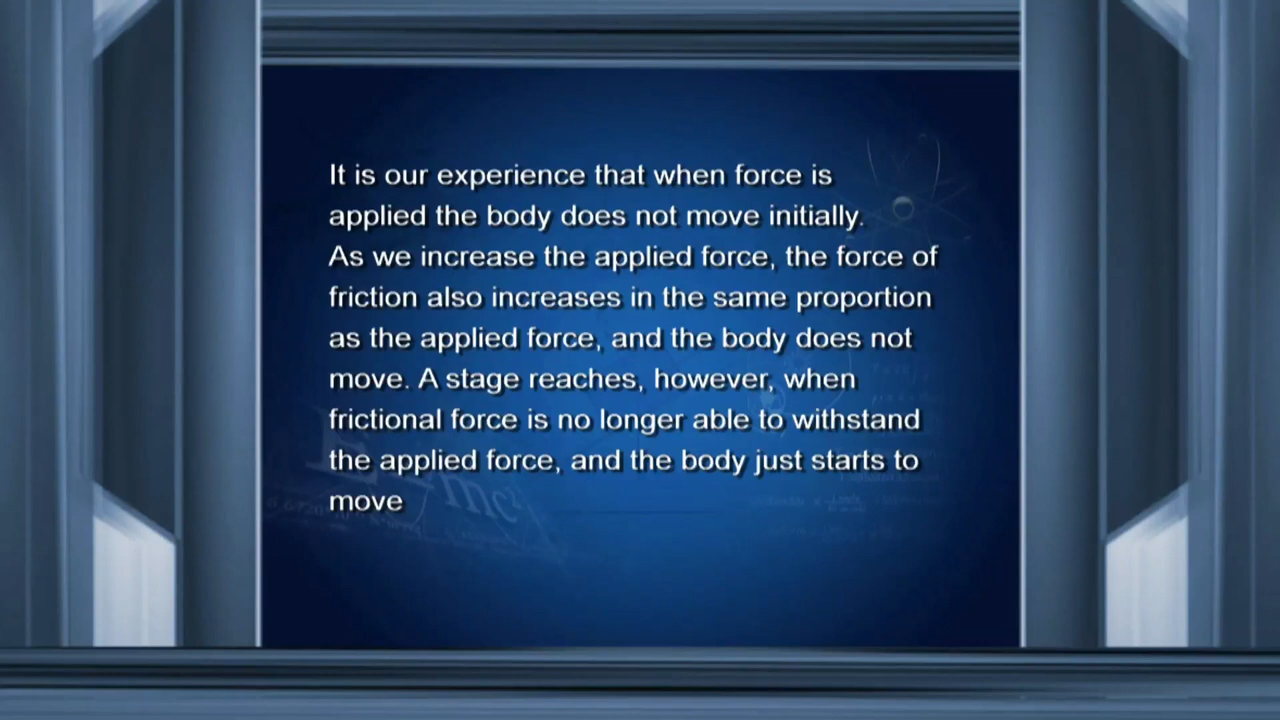 It is our experience that when force is
applied the body does not move initially.
As we increase the applied force, the force of
friction also increases in the same proportion
as the applied force, and the body does not
move. A stage reaches, however, when
frictional force is no longer able to withstand
the applied force, and the body just starts to
move